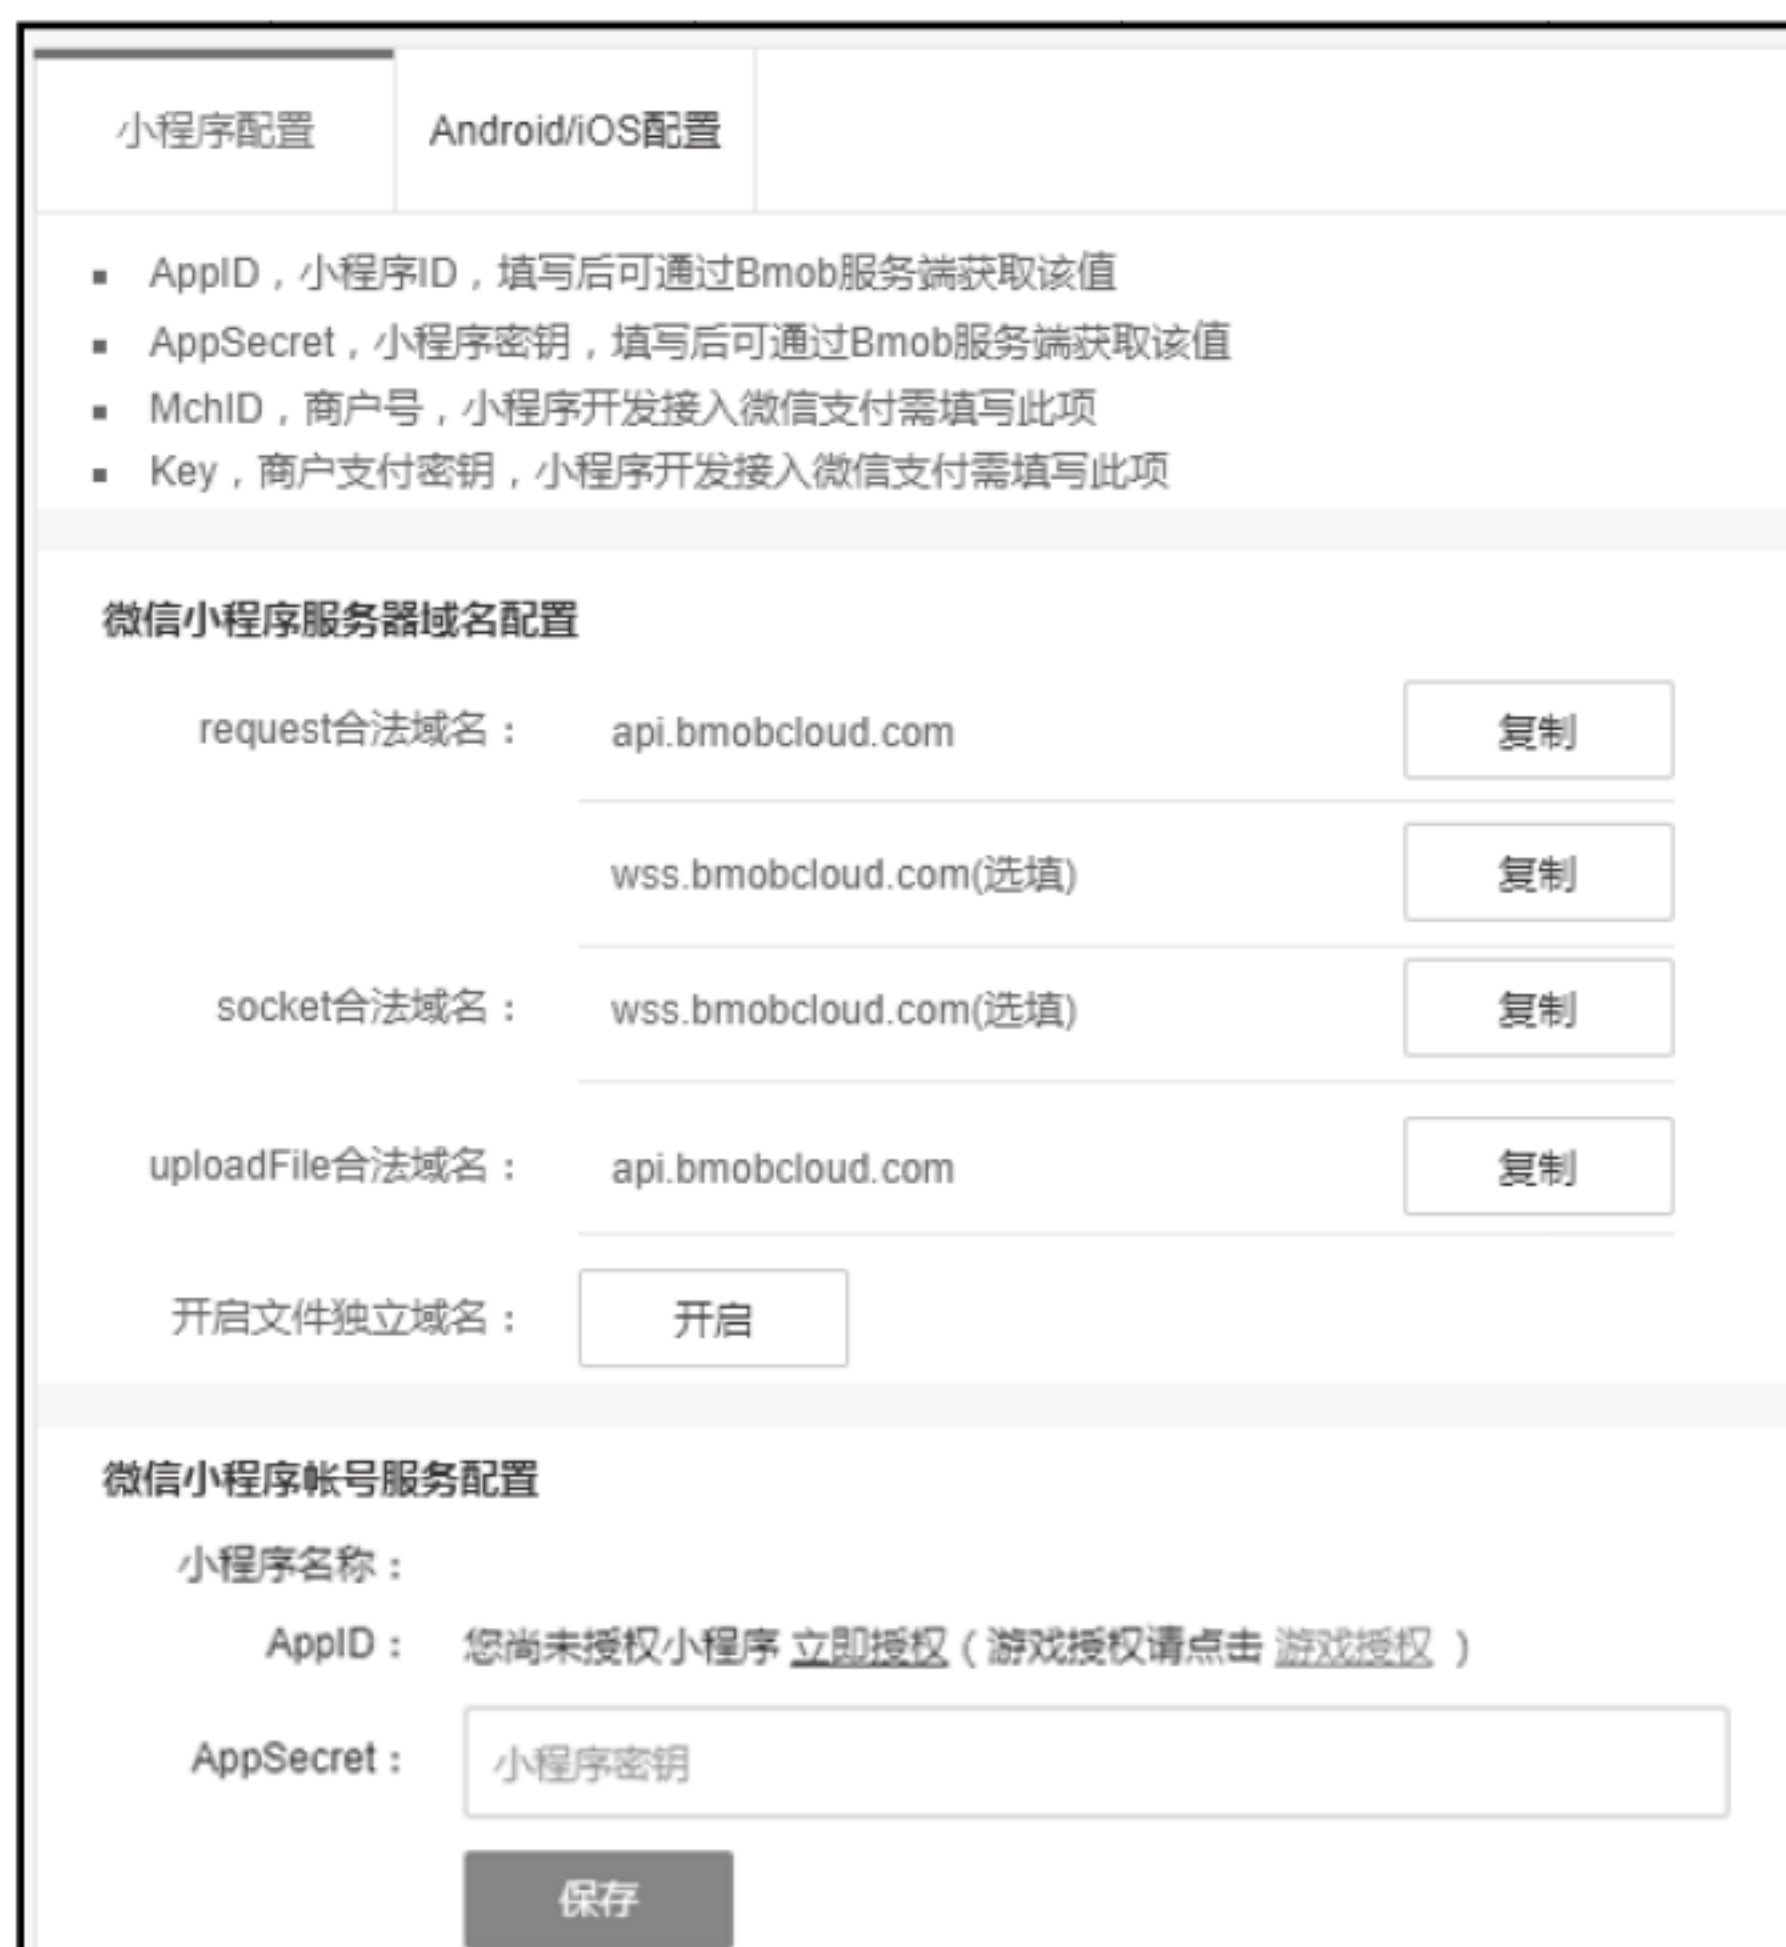 小程序配置 Android/iOS配置
AppID，小程序ID，填写后可通过Bmob服务端获取该值
AppSecret，小程序密钥，填写后可通过Bmob服务端获取该值
MchID，商户号，小程序开发接入微信支付需填写此项
Key，商户支付密钥，小程序开发接入微信支付需填写此项
微信小程序服务器域名配置
request合法域名： api.bmobcloud.com 复制
wss.bmobcloud.com(选填) 复制
socket合法域名： wss.bmobcloud.com(选填) 复制
uploadFile合法域名： api.bmobcloud.com 复制
开启文件独立域名： 开启
微信小程序帐号服务配置
小程序名称：
AppID： 您尚未授权小程序 立即授权（游戏授权请点击 游戏授权 ）
AppSecret： 小程序密钥
保存